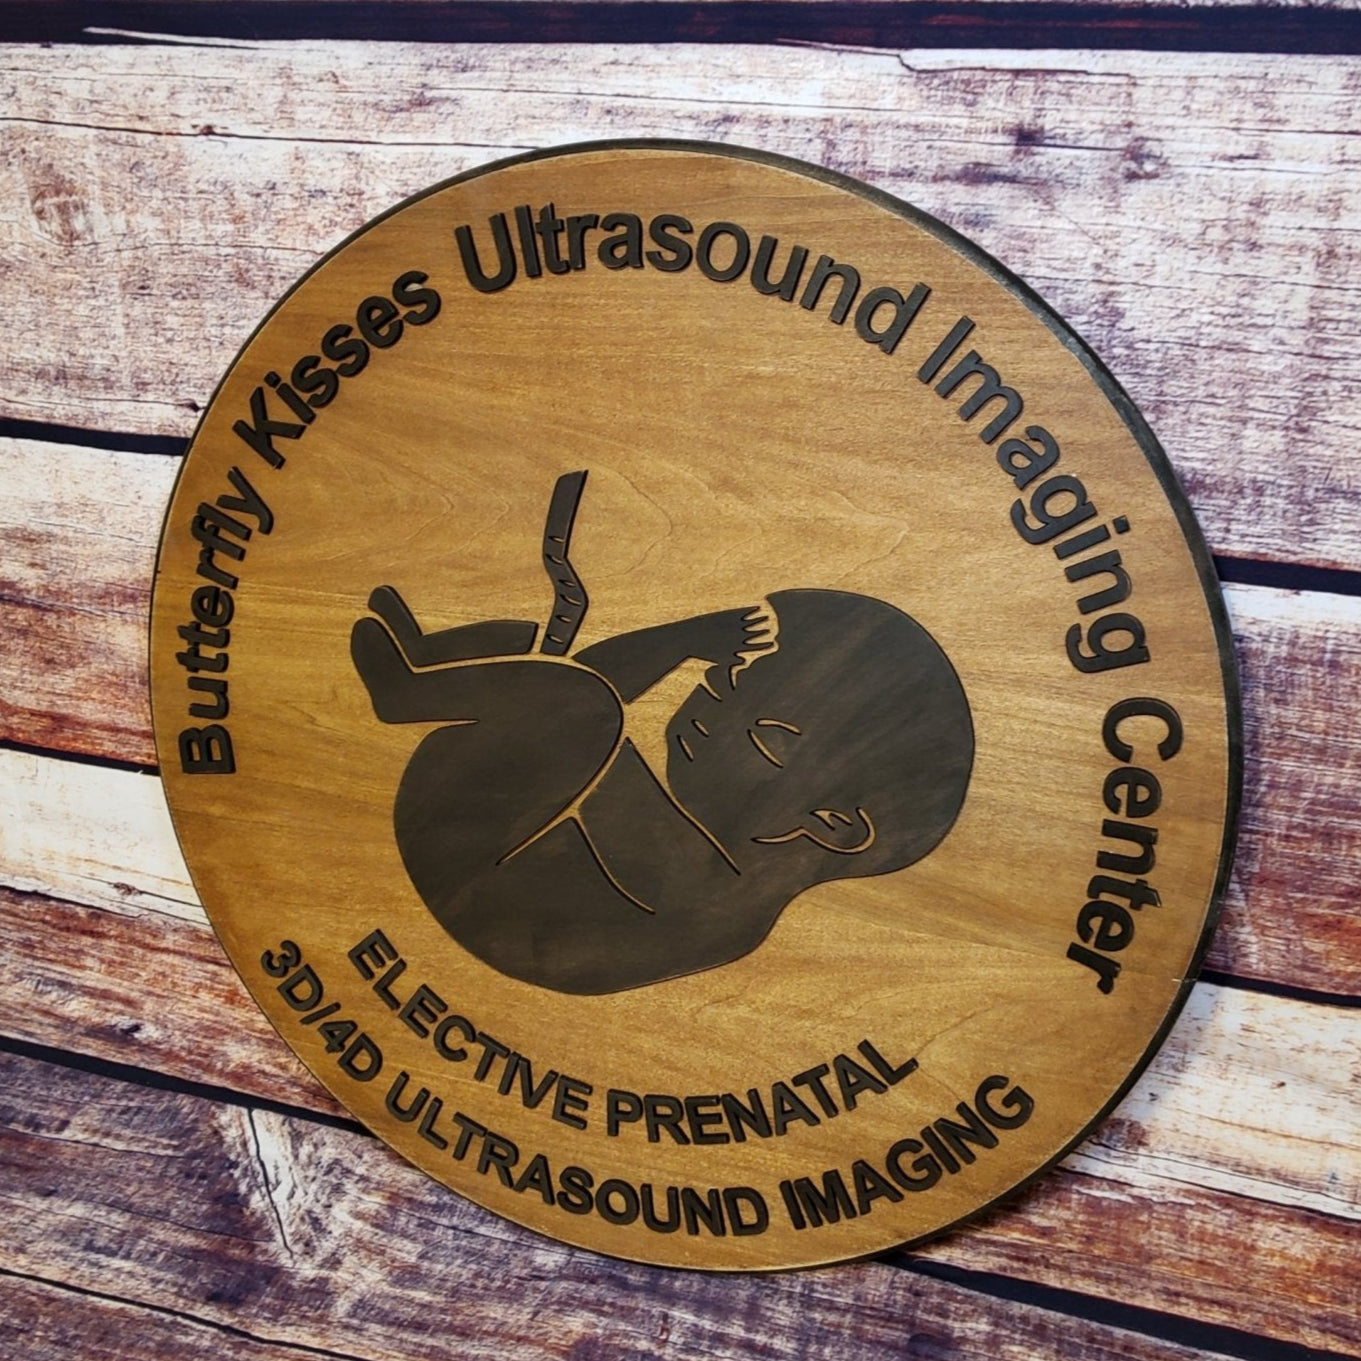 Butterfly Kisses Ultrasound Imaging Center
ELECTIVE PRENATAL
3D/4D ULTRASOUND IMAGING